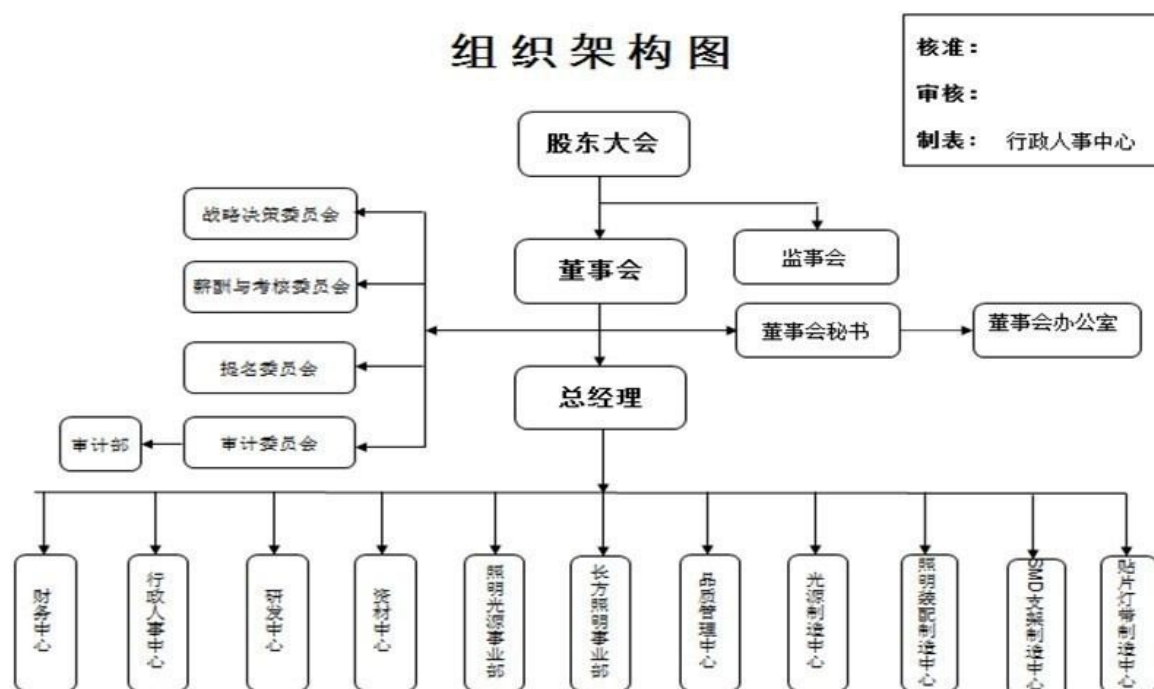 组织架构图
核准：
审核：
制表： 行政人事中心
股东大会
战略决策委员会
董事会
监事会
薪酬与考核委员会
董事会秘书
董事会办公室
提名委员会
总经理
审计部
审计委员会
财务中心
行政人事中心
研发中心
资材中心
照明光源事业部
长方照明事业部
品质管理中心
光源制造中心
照明装配制造中心
SMD支架制造中心
贴片灯带制造中心